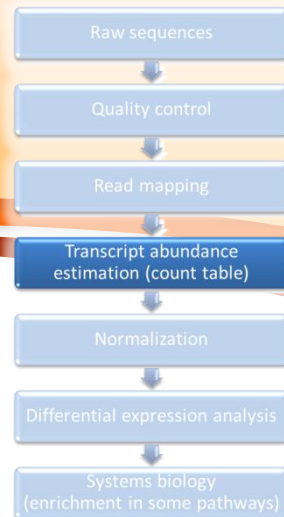 Raw sequences
Quality control
Read mapping
Transcript abundance
estimation (count table)
Normalization
Differential expression analysis
Systems biology
(enrichment in some pathways)